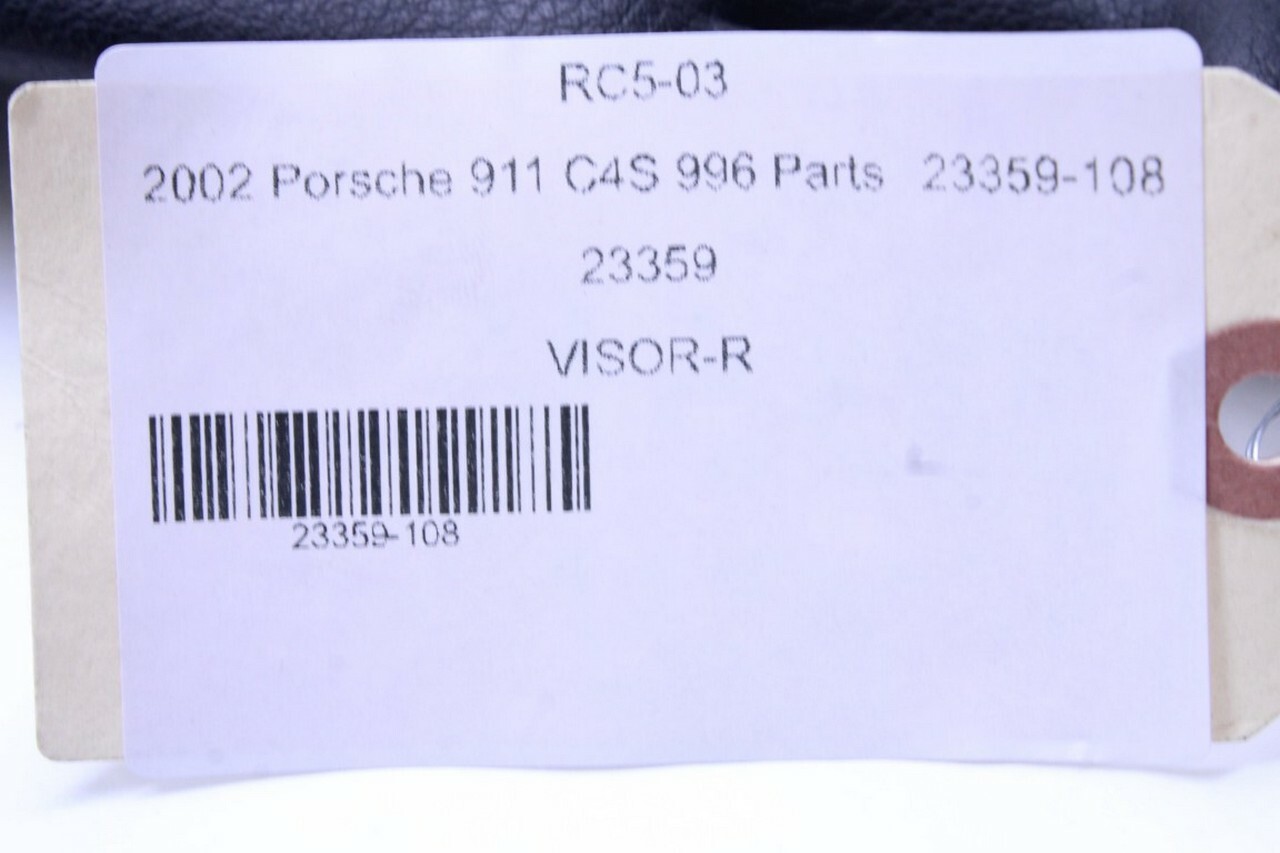 RC5-03
2002 Porsche 911 C4S 996 Parts 23359-108
23359
VISOR-R
23359-108